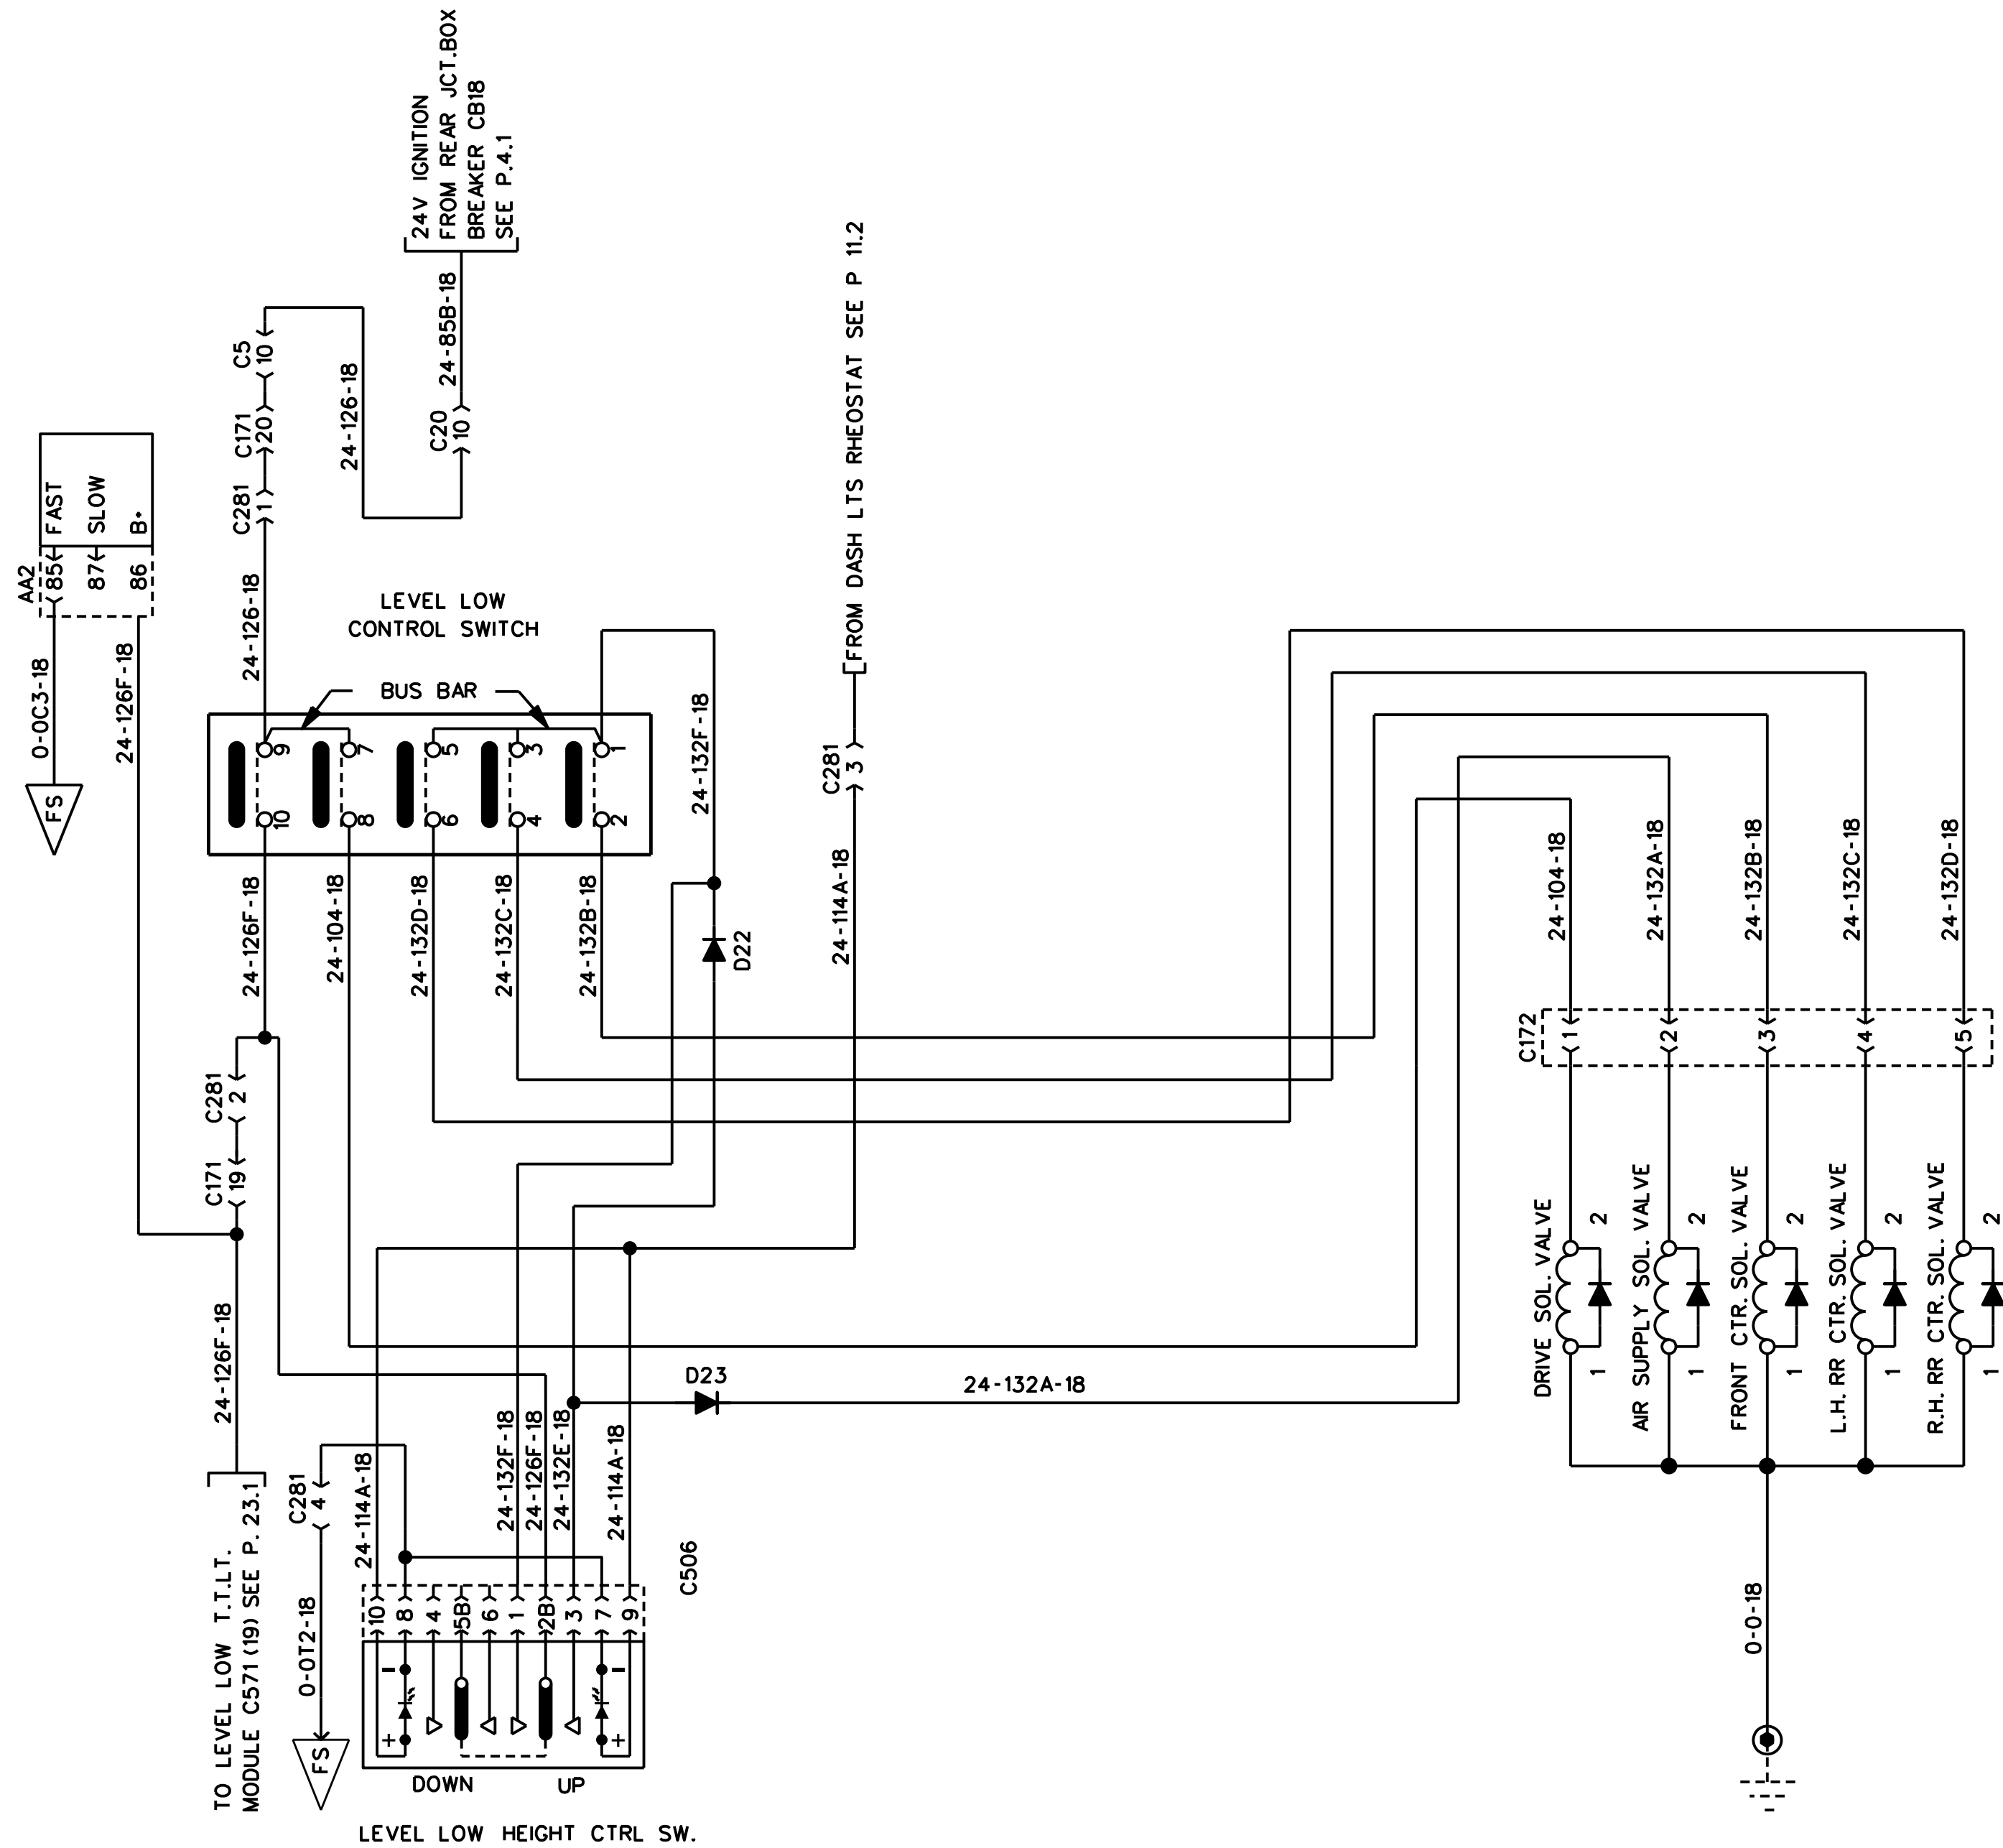 24V IGNITION
FROM REAR JCT.BOX
BREAKER CB18
SEE P.4.1
24-85B-18
C20
10
24-126-18
C5
10
C171
20
C281
1
24-126-18
AA2
FAST
SLOW
B+
85
87
86
0-0C3-18
24-126F-18
FS
LEVEL LOW
CONTROL SWITCH
BUS BAR
9
7
5
3
1
10
8
6
4
2
24-132F-18
FROM DASH LTS RHEOSTAT SEE P 11.2
C281
3
24-114A-18
D22
24-126F-18
24-104-18
24-132D-18
24-132C-18
24-132B-18
C281
2
C171
19
24-126F-18
TO LEVEL LOW T.T.LT.
MODULE C571(19) SEE P. 23.1
C281
4
0-0T2-18
FS
24-114A-18
24-132F-18
24-126F-18
24-132E-18
24-114A-18
D23
24-132A-18
C506
10
8
4
5B
6
1
2B
3
7
9
-
-
+
+
DOWN
UP
LEVEL LOW HEIGHT CTRL SW.
24-104-18
24-132A-18
24-132B-18
24-132C-18
24-132D-18
C172
1
2
3
4
5
DRIVE SOL. VALVE
AIR SUPPLY SOL. VALVE
FRONT CTR. SOL. VALVE
L.H. RR CTR. SOL. VALVE
R.H. RR CTR. SOL. VALVE
2
2
2
2
2
1
1
1
1
1
0-0-18